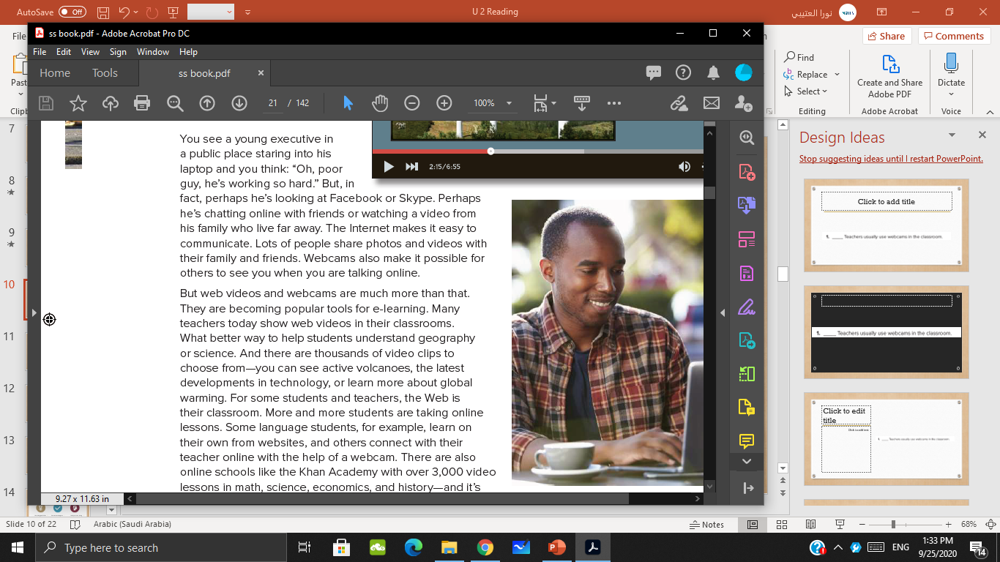 AutoSave Off
U 2 Reading
نورا العتيبي
File
Share
Comments
ss book.pdf - Adobe Acrobat Pro DC
File Edit View Sign Window Help
Home Tools ss book.pdf
21 / 142
100%
Paste
Find
Replace
Select
Editing
Create and Share
Adobe PDF
Adobe Acrobat
Dictate
Voice
7
8
9
10
11
12
13
14
You see a young executive in
a public place staring into his
laptop and you think: “Oh, poor
guy, he’s working so hard.” But, in
fact, perhaps he’s looking at Facebook or Skype. Perhaps
he’s chatting online with friends or watching a video from
his family who live far away. The Internet makes it easy to
communicate. Lots of people share photos and videos with
their family and friends. Webcams also make it possible for
others to see you when you are talking online.
But web videos and webcams are much more than that.
They are becoming popular tools for e-learning. Many
teachers today show web videos in their classrooms.
What better way to help students understand geography
or science. And there are thousands of video clips to
choose from—you can see active volcanoes, the latest
developments in technology, or learn more about global
warming. For some students and teachers, the Web is
their classroom. More and more students are taking online
lessons. Some language students, for example, learn on
their own from websites, and others connect with their
teacher online with the help of a webcam. There are also
online schools like the Khan Academy with over 3,000 video
lessons in math, science, economics, and history—and it’s
2:15/6:55
9.27 x 11.63 in
Design Ideas
Stop suggesting ideas until I restart PowerPoint.
Click to add title
1. ____ Teachers usually use webcams in the classroom.
1. ____ Teachers usually use webcams in the classroom.
Click to edit
title
1. ____ Teachers usually use webcams in the classroom.
Slide 10 of 22
Arabic (Saudi Arabia)
Notes
68%
Type here to search
ENG
1:33 PM
9/25/2020
14